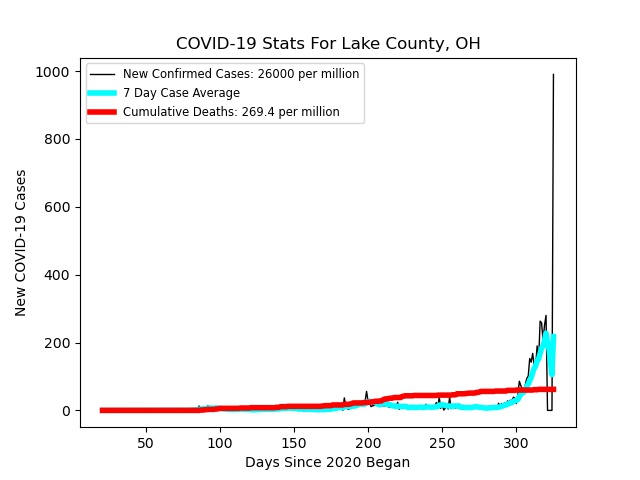 COVID-19 Stats For Lake County, OH
New Confirmed Cases: 26000 per million
7 Day Case Average
Cumulative Deaths: 269.4 per million
New COVID-19 Cases
1000
800
600
400
200
0
50 100 150 200 250 300
Days Since 2020 Began